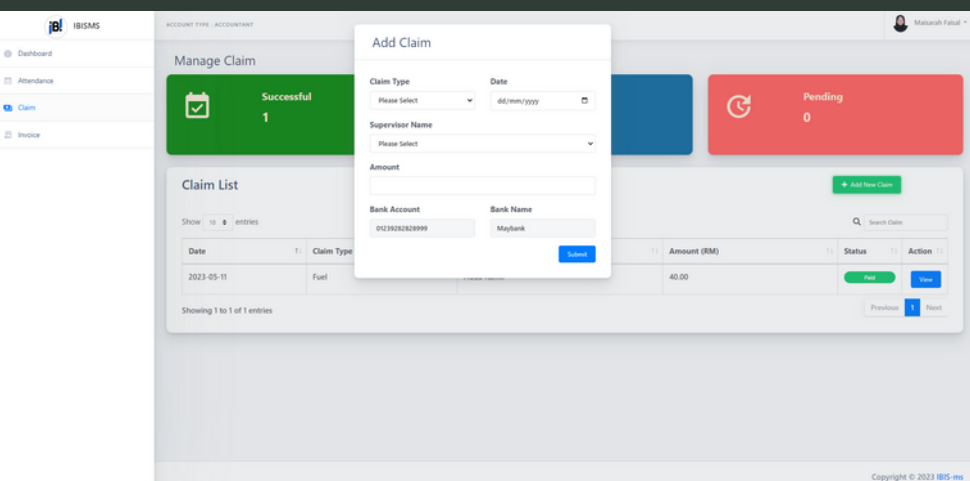 iB! IBISMS
Dashboard
Attendance
Claim
Invoice
ACCOUNT TYPE : ACCOUNTANT
Maisarah Faisal
Manage Claim
Successful
1
Pending
0
Add Claim
Claim Type Date
Please Select dd/mm/yyyy
Supervisor Name
Please Select
Amount
Bank Account Bank Name
01239282828999 Maybank
Submit
Claim List
+ Add New Claim
Show 10 entries
Search Claim
Date Claim Type Amount (RM) Status Action
2023-05-11 Fuel 40.00 Paid View
Showing 1 to 1 of 1 entries
Previous 1 Next
Copyright © 2023 IBIS-ms